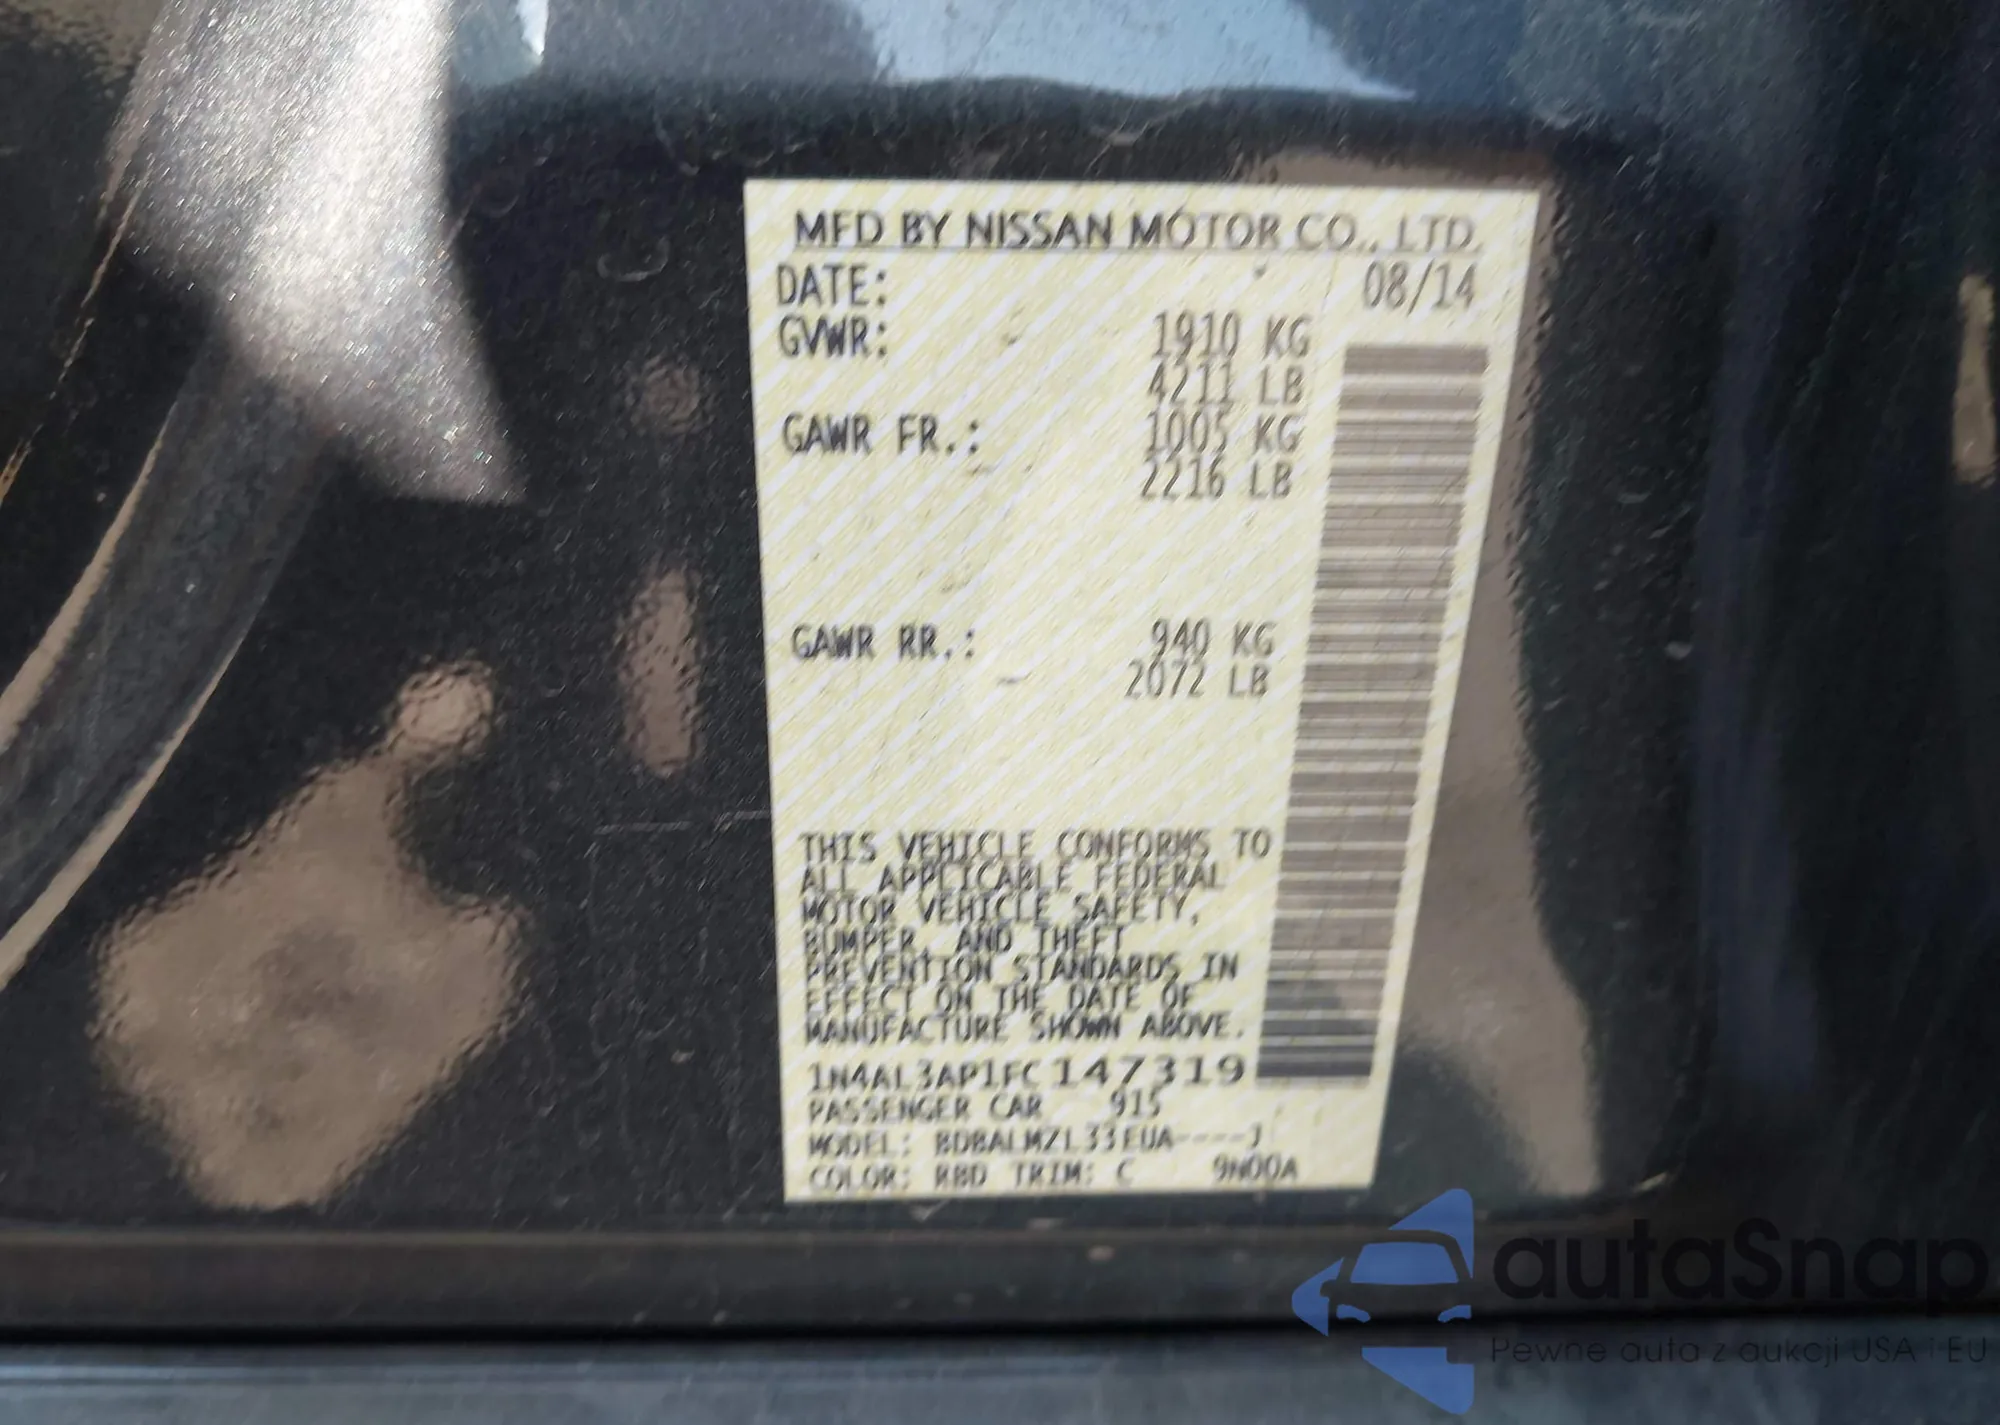 MFD BY NISSAN MOTOR CO., LTD.
DATE: 08/14
GVWR: 1910 KG
4211 LB
GAWR FR.: 1005 KG
2216 LB
GAWR RR.: 940 KG
2072 LB
THIS VEHICLE CONFORMS TO
ALL APPLICABLE FEDERAL
MOTOR VEHICLE SAFETY,
BUMPER, AND THEFT
PREVENTION STANDARDS IN
EFFECT ON THE DATE OF
MANUFACTURE SHOWN ABOVE.
1N4AL3AP1FC147319
PASSENGER CAR 915
MODEL: BDBALMZL33EUA----J
COLOR: RBD TRIM: C 9N00A
autaSnap
Pewne auta z aukcji USA i EU